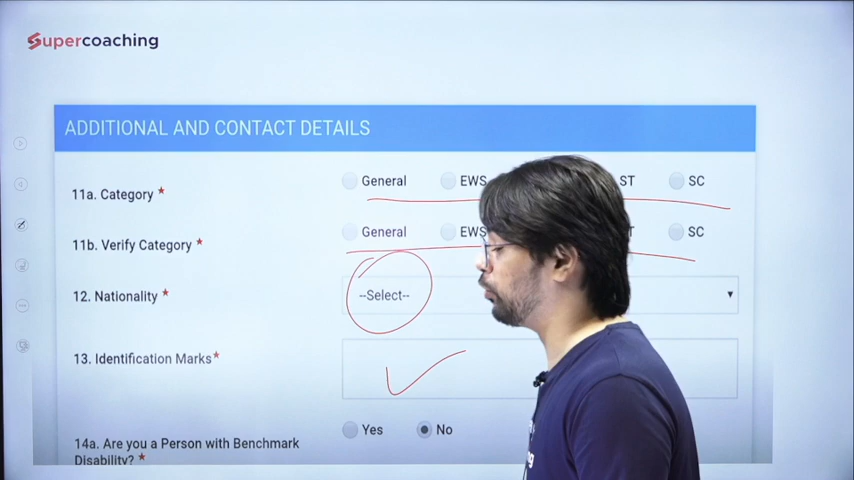 Supercoaching
ADDITIONAL AND CONTACT DETAILS
11a. Category * General EWS ST SC
11b. Verify Category * General EWS SC
12. Nationality * --Select--
13. Identification Marks*
14a. Are you a Person with Benchmark Disability? * Yes No